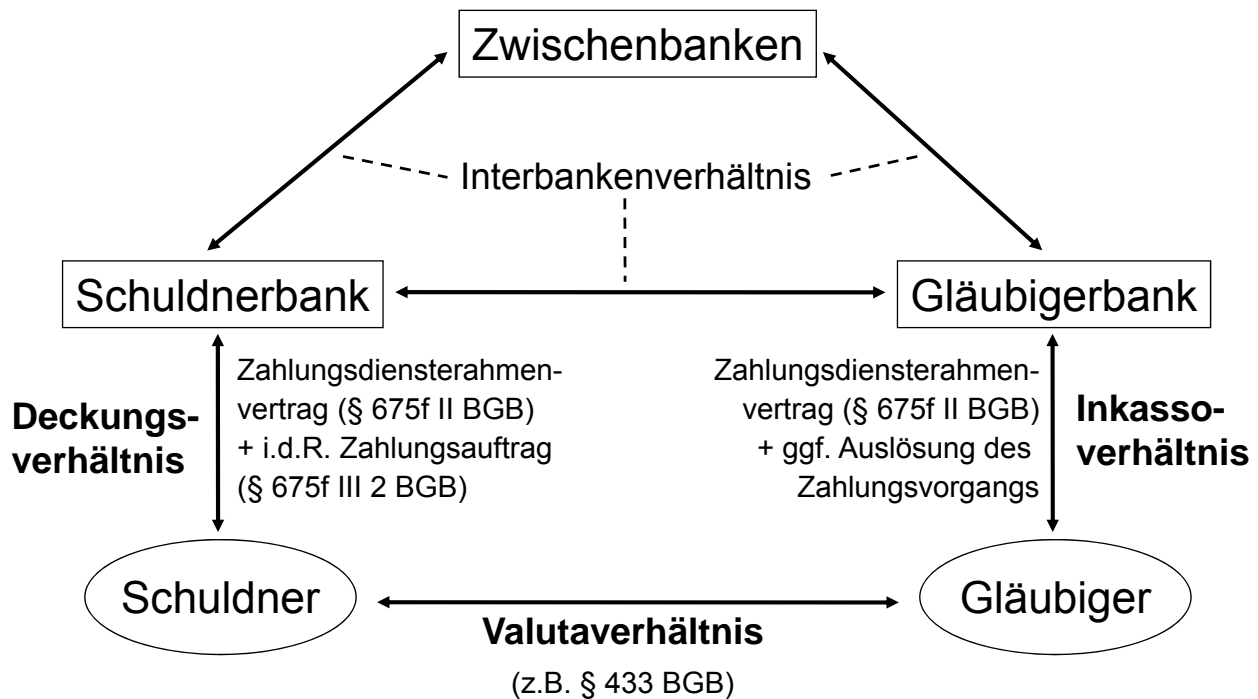 Zwischenbanken
Interbankenverhältnis
Schuldnerbank
Gläubigerbank
Deckungs-
verhältnis
Zahlungsdiensterahmen-
vertrag (§ 675f II BGB)
+ i.d.R. Zahlungsauftrag
(§ 675f III 2 BGB)
Zahlungsdiensterahmen-
vertrag (§ 675f II BGB)
+ ggf. Auslösung des
Zahlungsvorgangs
Inkasso-
verhältnis
Schuldner
Gläubiger
Valutaverhältnis
(z.B. § 433 BGB)